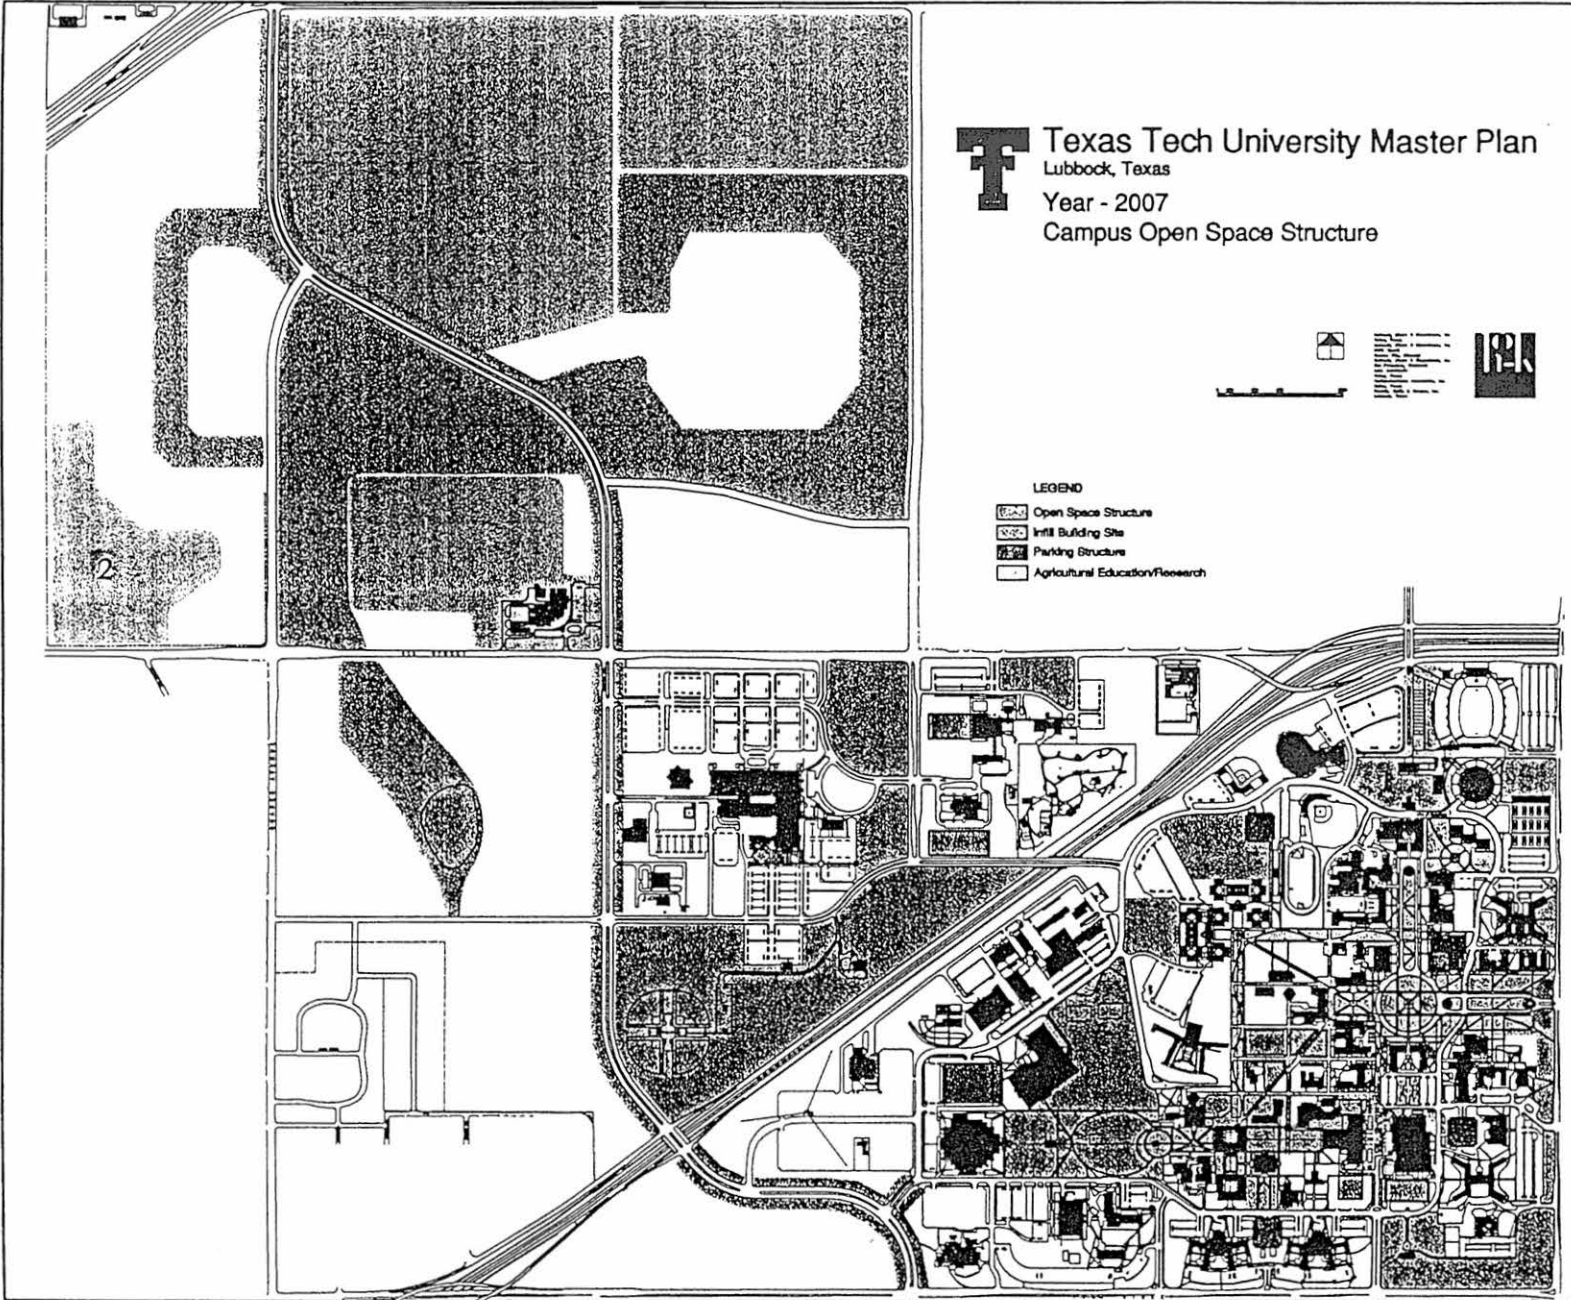 Texas Tech University Master Plan
Lubbock, Texas
Year - 2007
Campus Open Space Structure
LEGEND
Open Space Structure
Infill Building Site
Parking Structure
Agricultural Education/Research
2